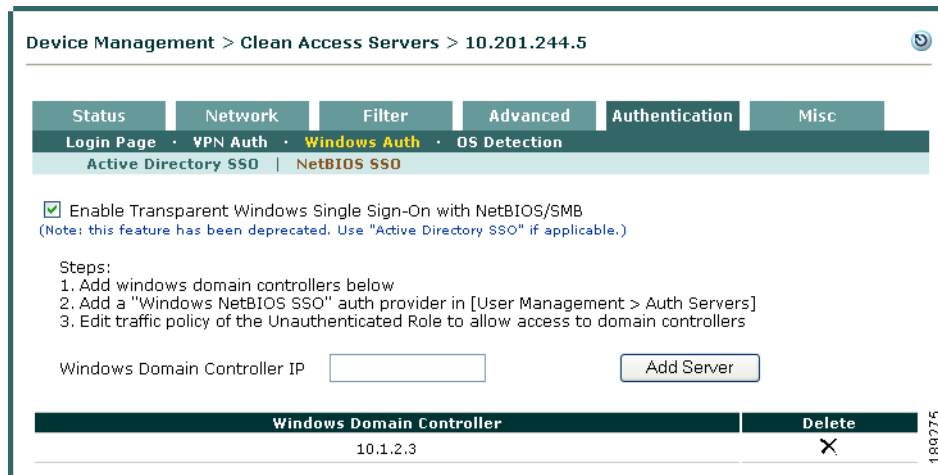 Device Management > Clean Access Servers > 10.201.244.5
Status Network Filter Advanced Authentication Misc
Login Page · VPN Auth · Windows Auth · OS Detection
Active Directory SSO | NetBIOS SSO
Enable Transparent Windows Single Sign-On with NetBIOS/SMB
(Note: this feature has been deprecated. Use "Active Directory SSO" if applicable.)
Steps:
1. Add windows domain controllers below
2. Add a "Windows NetBIOS SSO" auth provider in [User Management > Auth Servers]
3. Edit traffic policy of the Unauthenticated Role to allow access to domain controllers
Windows Domain Controller IP Add Server
Windows Domain Controller Delete
10.1.2.3
189275